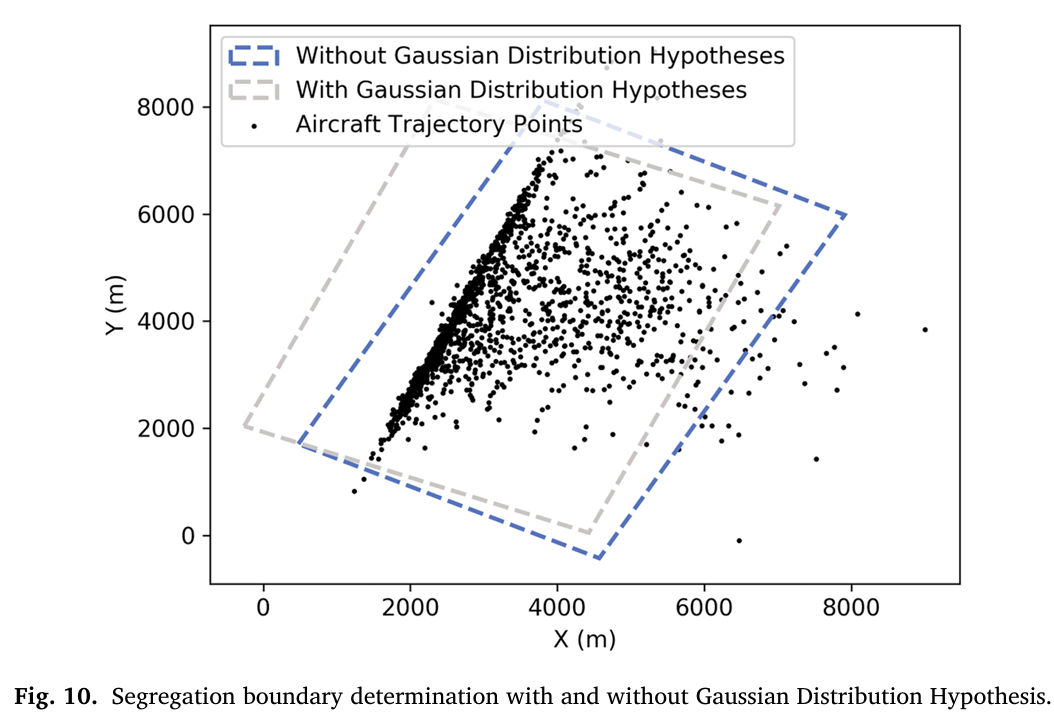 Without Gaussian Distribution Hypotheses
With Gaussian Distribution Hypotheses
Aircraft Trajectory Points
8000
6000
4000
2000
0
Y (m)
0 2000 4000 6000 8000
X (m)
Fig. 10. Segregation boundary determination with and without Gaussian Distribution Hypothesis.